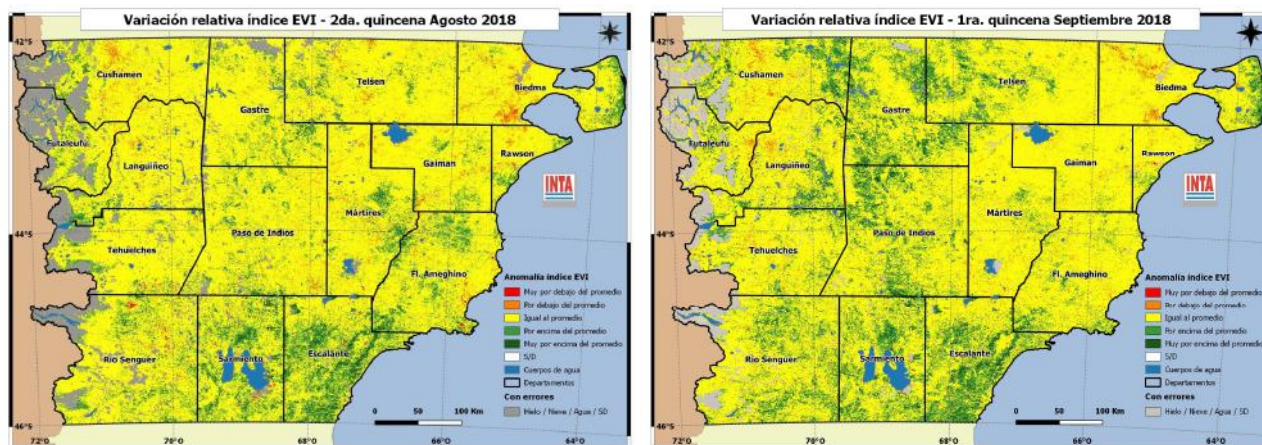 Variación relativa índice EVI - 2da. quincena Agosto 2018
42°S
Cushamen
Telsen
Biedma
Gastre
Futaleufú
Languiñeo
Gaiman
Rawson
INTA
Mártires
44°S
Tehuelches
Paso de Indios
Fl. Ameghino
Anomalía índice EVI
Muy por debajo del promedio
Por debajo del promedio
Igual al promedio
Por encima del promedio
Muy por encima del promedio
S/D
Cuerpos de agua
Departamentos
Con errores
Hielo / Nieve / Agua / SD
Río Senguer
Sarmiento
Escalante
0 50 100 Km
46°S
72°O 70°O 68°O 66°O 64°O
Variación relativa índice EVI - 1ra. quincena Septiembre 2018
42°S
Cushamen
Telsen
Biedma
Gastre
Futaleufú
Languiñeo
Gaiman
Rawson
INTA
Mártires
44°S
Tehuelches
Paso de Indios
Fl. Ameghino
Anomalía índice EVI
Muy por debajo del promedio
Por debajo del promedio
Igual al promedio
Por encima del promedio
Muy por encima del promedio
S/D
Cuerpos de agua
Departamentos
Con errores
Hielo / Nieve / Agua / SD
Río Senguer
Sarmiento
Escalante
0 50 100 Km
46°S
72°O 70°O 68°O 66°O 64°O